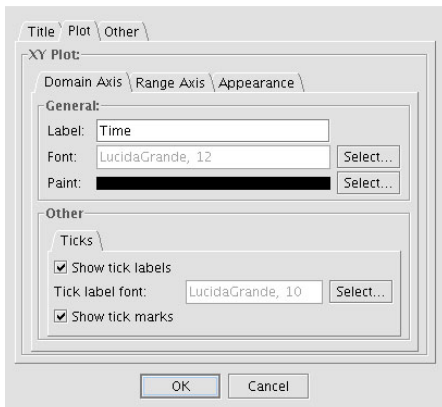 Title Plot Other
XY Plot:
Domain Axis Range Axis Appearance
General:
Label: Time
Font: LucidaGrande, 12 Select...
Paint: Select...
Other
Ticks
Show tick labels
Tick label font: LucidaGrande, 10 Select...
Show tick marks
OK Cancel